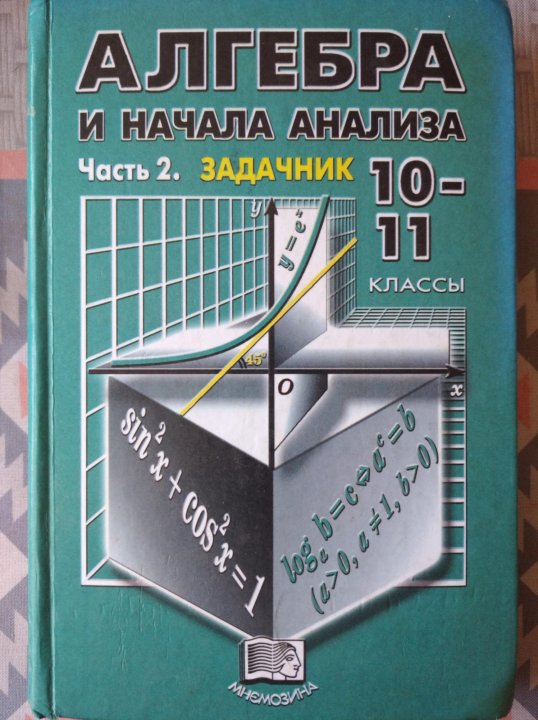 АЛГЕБРА
И НАЧАЛА АНАЛИЗА
Часть 2. ЗАДАЧНИК
10–
11
КЛАССЫ
y
y = eˣ
45°
O
x
sin²x + cos²x = 1
logₐ b = c ⇔ aᶜ = b
(a>0, a≠1, b>0)
МНЕМОЗИНА